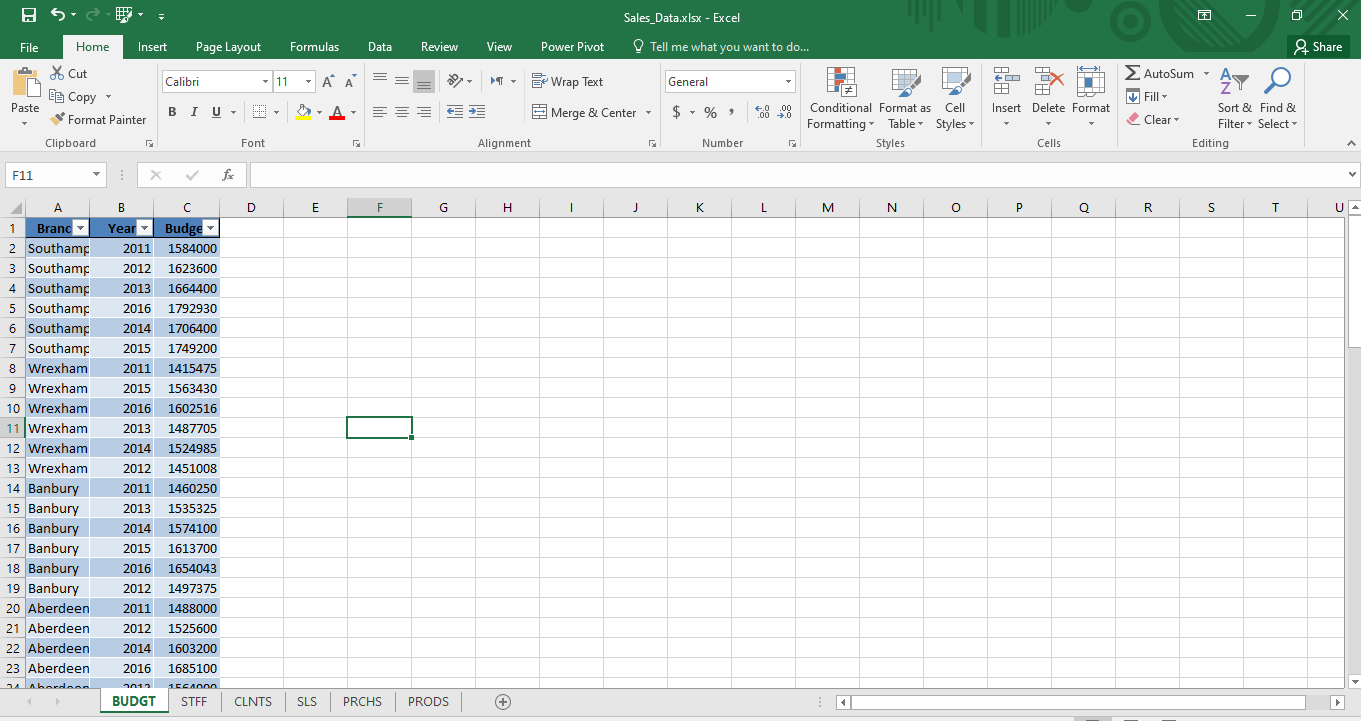 Sales_Data.xlsx - Excel
File Home Insert Page Layout Formulas Data Review View Power Pivot Tell me what you want to do... Share
Cut
Copy
Format Painter
Paste
Clipboard
Calibri 11
B I U
Font
Wrap Text
Merge & Center
Alignment
General
$ % ,
Number
Conditional Formatting
Format as Table
Cell Styles
Styles
Insert Delete Format
Cells
AutoSum
Fill
Clear
Sort & Filter
Find & Select
Editing
F11 fx
A B C D E F G H I J K L M N O P Q R S T U
1 Branc Year Budge
2 Southamp 2011 1584000
3 Southamp 2012 1623600
4 Southamp 2013 1664400
5 Southamp 2016 1792930
6 Southamp 2014 1706400
7 Southamp 2015 1749200
8 Wrexham 2011 1415475
9 Wrexham 2015 1563430
10 Wrexham 2016 1602516
11 Wrexham 2013 1487705
12 Wrexham 2014 1524985
13 Wrexham 2012 1451008
14 Banbury 2011 1460250
15 Banbury 2013 1535325
16 Banbury 2014 1574100
17 Banbury 2015 1613700
18 Banbury 2016 1654043
19 Banbury 2012 1497375
20 Aberdeen 2011 1488000
21 Aberdeen 2012 1525600
22 Aberdeen 2014 1603200
23 Aberdeen 2016 1685100
24 Aberdeen 2013 1564000
BUDGT STFF CLNTS SLS PRCHS PRODS